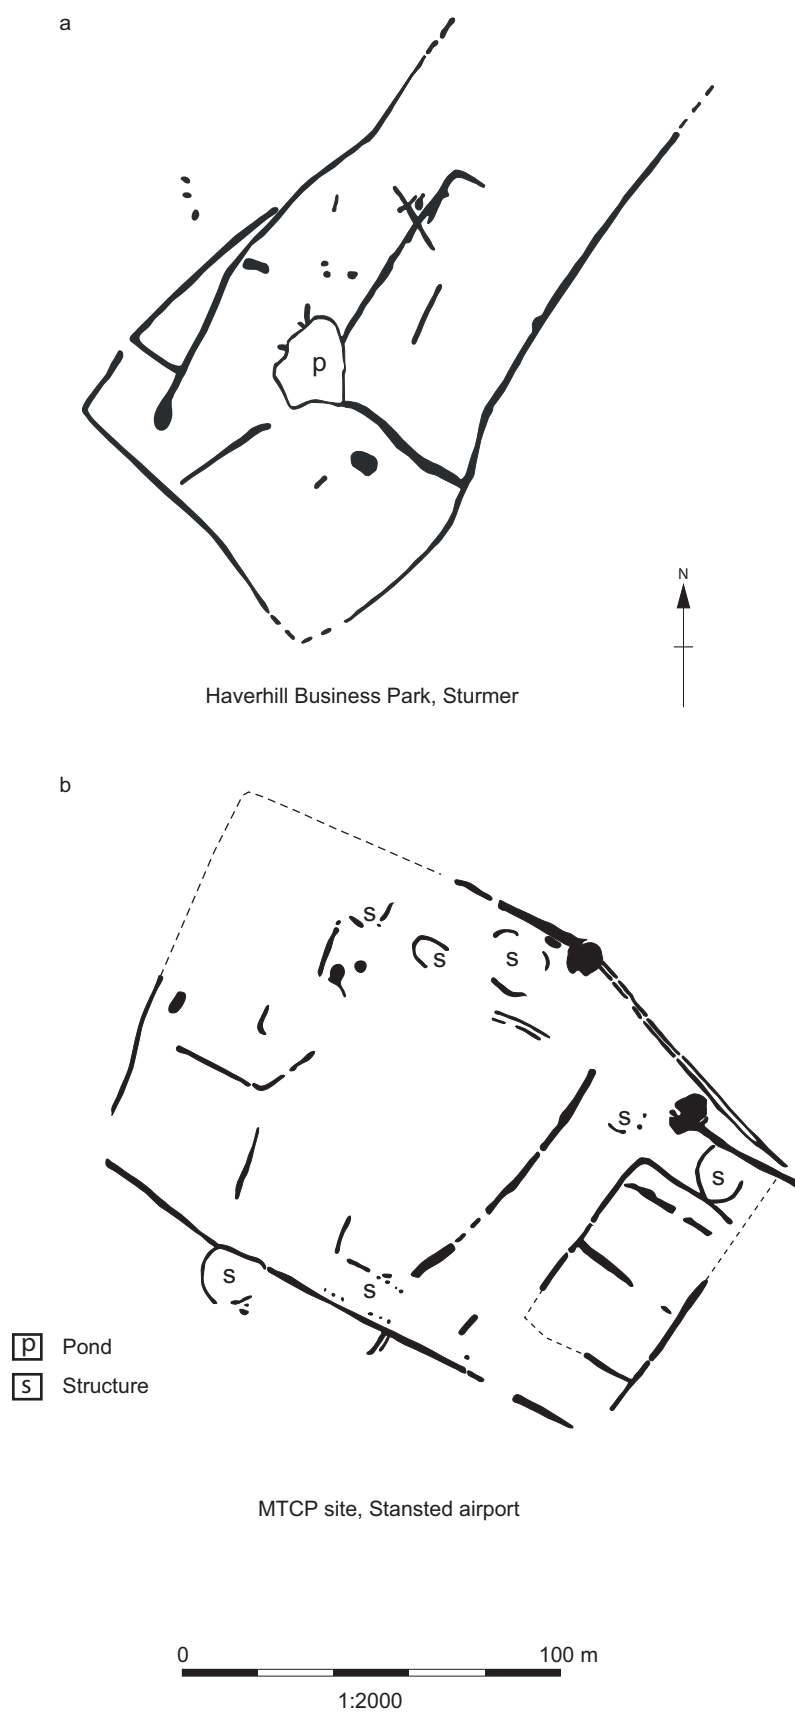 a
p
N
Haverhill Business Park, Sturmer
b
s
s
s
s
s
s
s
p Pond
s Structure
MTCP site, Stansted airport
0 100 m
1:2000